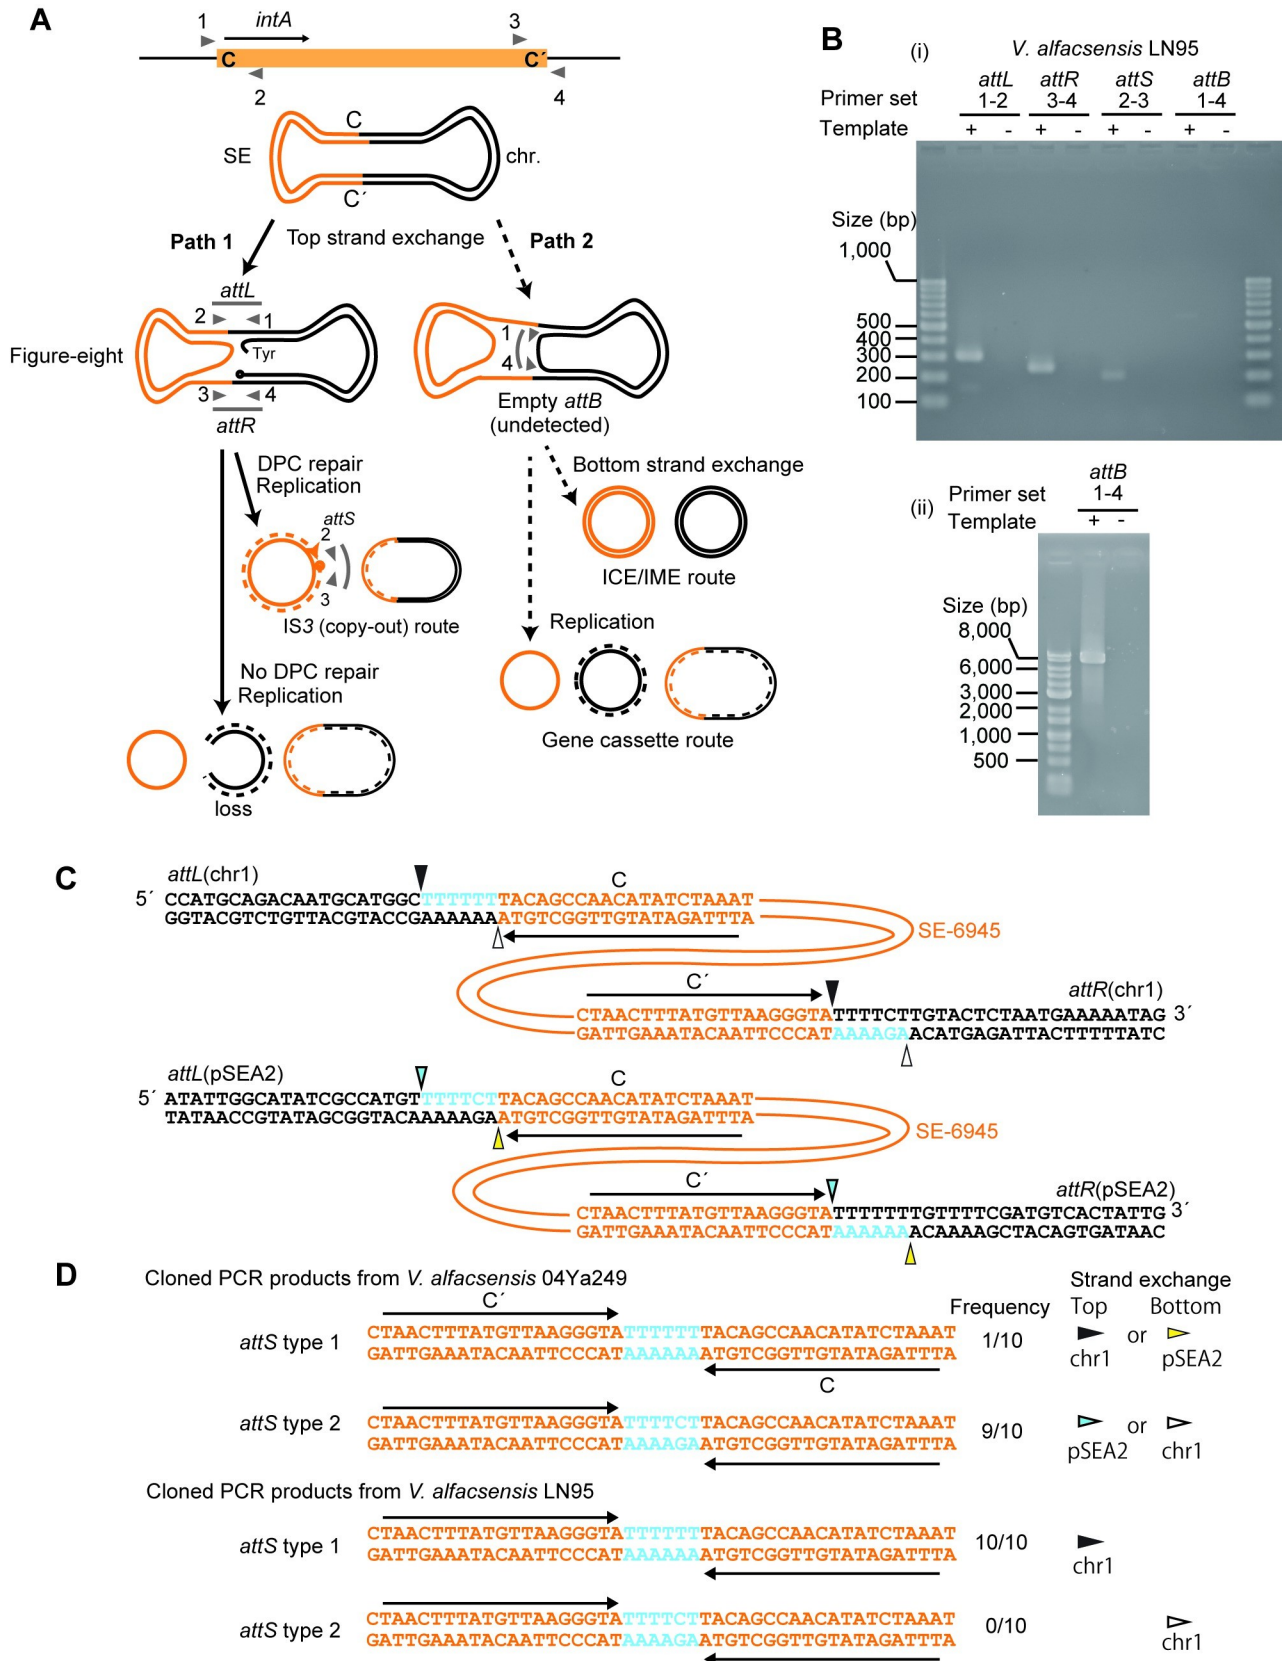 A
1
intA
3
C
C´
2
4
C
SE
chr.
C´
Path 1
Top strand exchange
Path 2
attL
2
1
Tyr
Figure-eight
3
4
attR
1
4
Empty attB
(undetected)
DPC repair
Replication
attS
2
3
IS3 (copy-out) route
Bottom strand exchange
ICE/IME route
Replication
No DPC repair
Replication
loss
Gene cassette route
B
(i)
V. alfacsensis LN95
attL attR attS attB
Primer set 1-2 3-4 2-3 1-4
Template + - + - + - + -
Size (bp)
1,000
500
400
300
200
100
attB
(ii) Primer set 1-4
Template + -
Size (bp)
8,000
6,000
3,000
2,000
1,000
500
C
attL(chr1)
C
5´ CCATGCAGACAATGCATGGCTTTTTTTACAGCCAACATATCTAAAT
GGTACGTCTGTTACGTACCGAAAAAAATGTCGGTTGTATAGATTTA
SE-6945
C´
attR(chr1)
CTAACTTTATGTTAAGGGTATTTTCTTGTACTCTAATGAAAAATAG 3´
GATTGAAATACAATTCCCATAAAAGAACATGAGATTACTTTTTATC
attL(pSEA2)
C
5´ ATATTGGCATATCGCCATGTTTTTCTTACAGCCAACATATCTAAAT
TATAACCGTATAGCGGTACAAAAAGAATGTCGGTTGTATAGATTTA
SE-6945
C´
attR(pSEA2)
CTAACTTTATGTTAAGGGTATTTTTTTGTTTTCGATGTCACTATTG 3´
GATTGAAATACAATTCCCATAAAAAAACAAAAGCTACAGTGATAAC
D
Cloned PCR products from V. alfacsensis 04Ya249
Strand exchange
C´
Frequency Top Bottom
attS type 1
CTAACTTTATGTTAAGGGTATTTTTTTACAGCCAACATATCTAAAT
GATTGAAATACAATTCCCATAAAAAAATGTCGGTTGTATAGATTTA
1/10
or
chr1 pSEA2
C
attS type 2
CTAACTTTATGTTAAGGGTATTTTCTTACAGCCAACATATCTAAAT
GATTGAAATACAATTCCCATAAAAGAATGTCGGTTGTATAGATTTA
9/10
or
pSEA2 chr1
Cloned PCR products from V. alfacsensis LN95
attS type 1
CTAACTTTATGTTAAGGGTATTTTTTTACAGCCAACATATCTAAAT
GATTGAAATACAATTCCCATAAAAAAATGTCGGTTGTATAGATTTA
10/10
chr1
attS type 2
CTAACTTTATGTTAAGGGTATTTTCTTACAGCCAACATATCTAAAT
GATTGAAATACAATTCCCATAAAAGAATGTCGGTTGTATAGATTTA
0/10
chr1